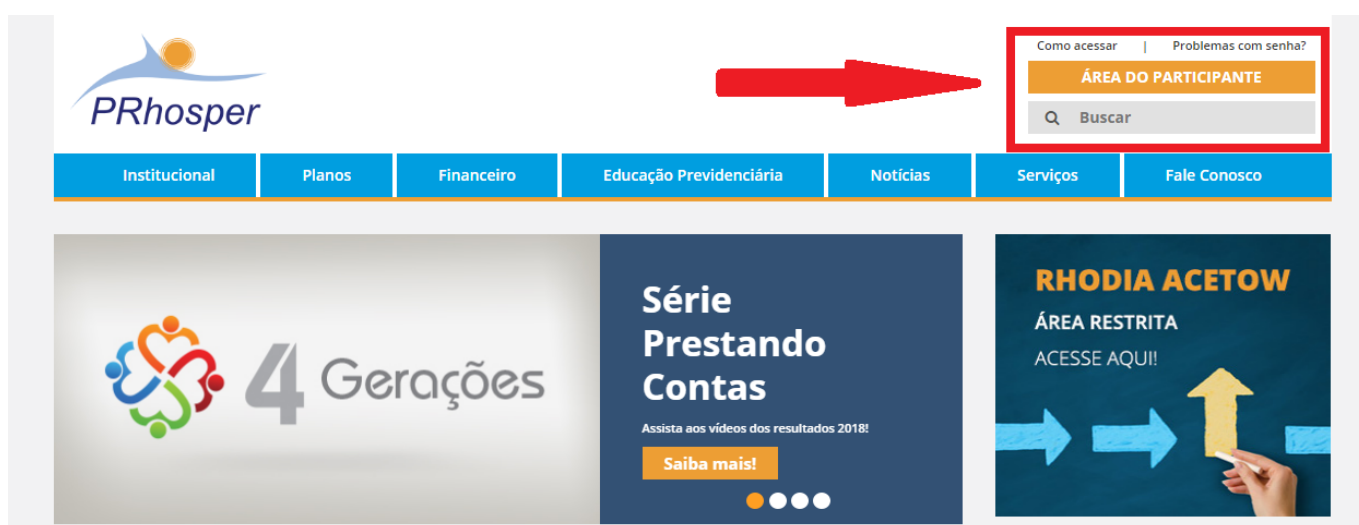 Como acessar | Problemas com senha?
ÁREA DO PARTICIPANTE
Buscar
PRhosper
Institucional Planos Financeiro Educação Previdenciária Notícias Serviços Fale Conosco
4 Gerações
Série
Prestando
Contas
Assista aos vídeos dos resultados 2018!
Saiba mais!
RHODIA ACETOW
ÁREA RESTRITA
ACESSE AQUI!